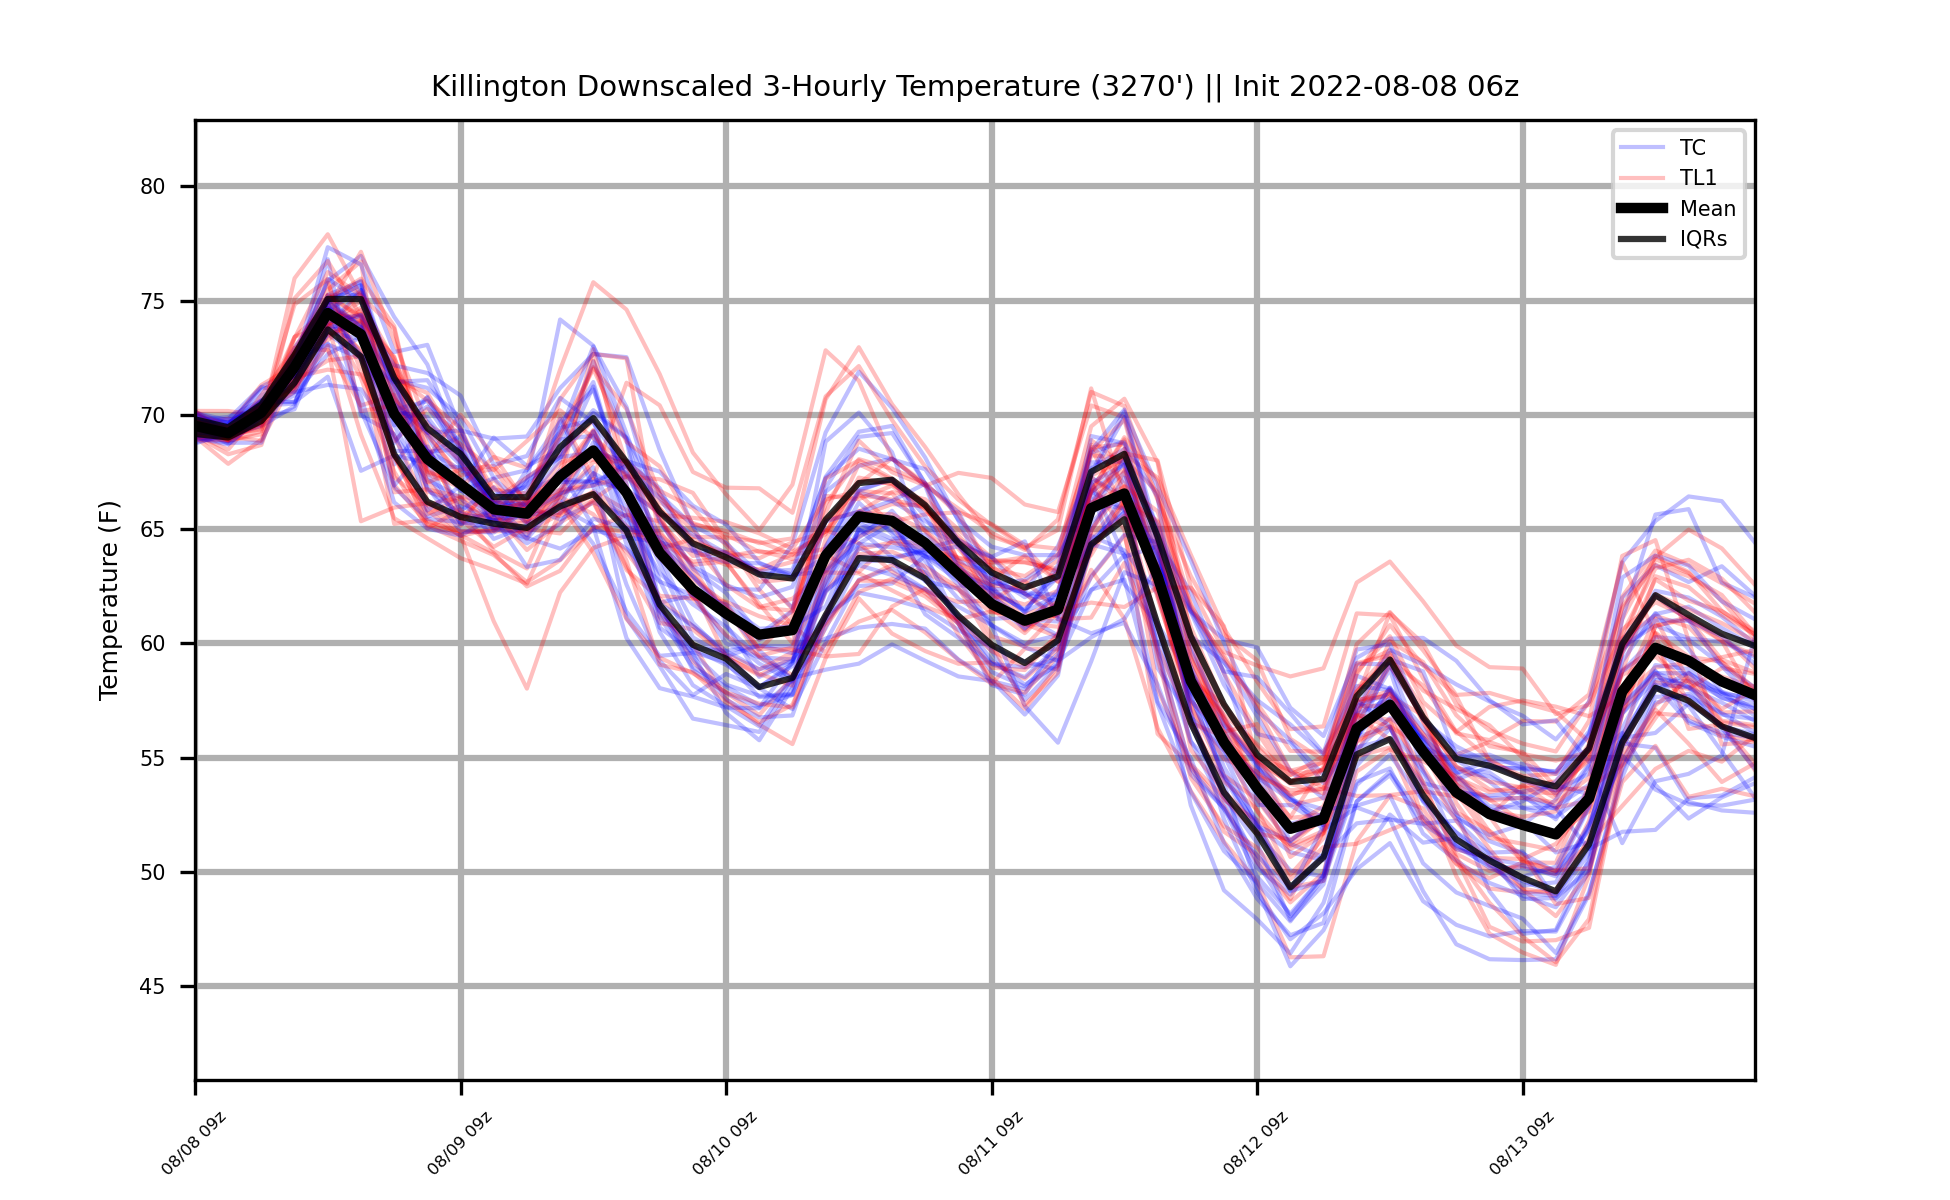 Killington Downscaled 3-Hourly Temperature (3270') || Init 2022-08-08 06z
TC
TL1
Mean
IQRs
Temperature (F)
80
75
70
65
60
55
50
45
08/08 09z
08/09 09z
08/10 09z
08/11 09z
08/12 09z
08/13 09z